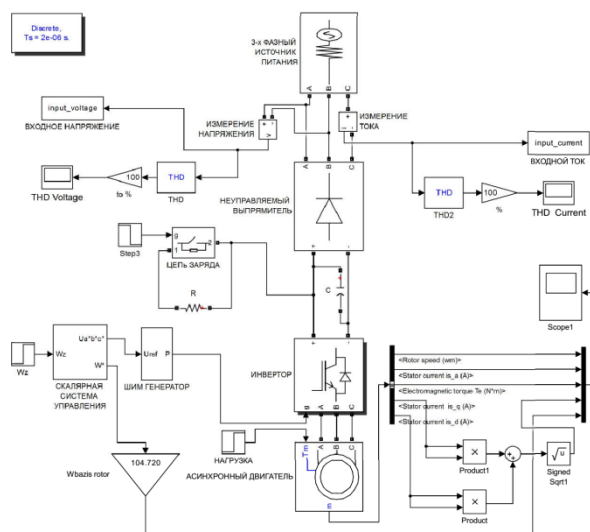 Discrete,
Ts = 2e-06 s.
3-х ФАЗНЫЙ
ИСТОЧНИК
ПИТАНИЯ
A B C
input_voltage
ВХОДНОЕ НАПРЯЖЕНИЕ
ИЗМЕРЕНИЕ
НАПРЯЖЕНИЯ
+ -
v
+ i
-
ИЗМЕРЕНИЕ
ТОКА
input_current
ВХОДНОЙ ТОК
THD Voltage
100
to %
THD
THD
A B C
НЕУПРАВЛЯЕМЫЙ
ВЫПРЯМИТЕЛЬ
+ -
THD
THD2
100
%
THD Current
Step3
g
1 2
ЦЕПЬ ЗАРЯДА
R
C
Scope1
Wz
Wz
Ua*b*c*
W*
СКАЛЯРНАЯ
СИСТЕМА
УПРАВЛЕНИЯ
Uref P
ШИМ ГЕНЕРАТОР
+ -
ИНВЕРТОР
g A B C
<Rotor speed (wm)>
<Stator current is_a (A)>
<Electromagnetic torque Te (N*m)>
<Stator current is_q (A)>
<Stator current is_d (A)>
НАГРУЗКА
Tm
A B C
АСИНХРОННЫЙ ДВИГАТЕЛЬ
104.720
Wbazis rotor
×
Product1
×
Product
+
+
√u
Signed
Sqrt1